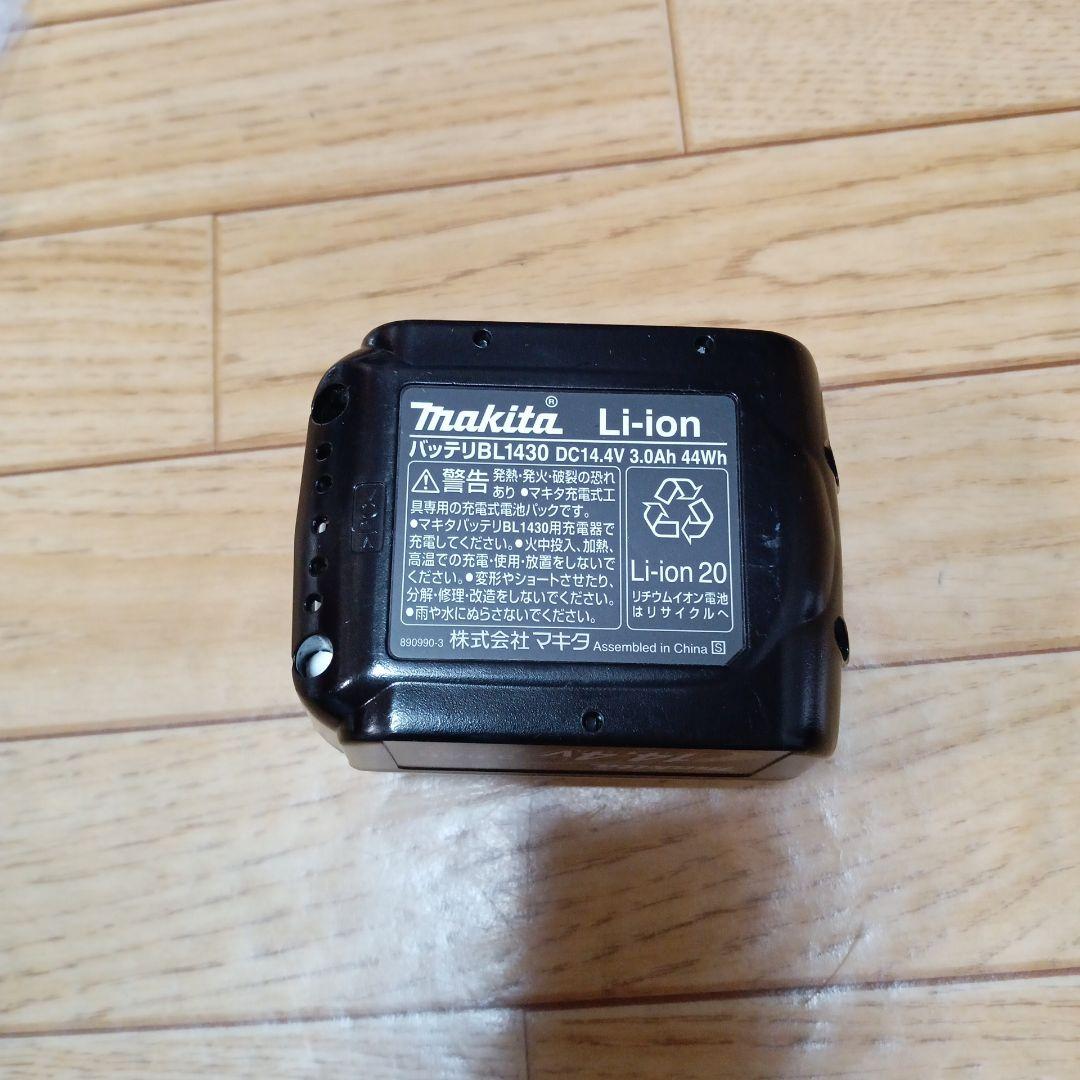 makita® Li-ion
バッテリBL1430 DC14.4V 3.0Ah 44Wh
警告 発熱・発火・破裂の恐れ
あり ●マキタ充電式工
具専用の充電式電池パックです。
●マキタバッテリBL1430用充電器で
充電してください。●火中投入、加熱、
高温での充電・使用・放置をしないで
ください。●変形やショートさせたり、
分解・修理・改造をしないでください。
●雨や水にぬらさないでください。
Li-ion 20
リチウムイオン電池
はリサイクルへ
890990-3 株式会社マキタ Assembled in China S
14.4V